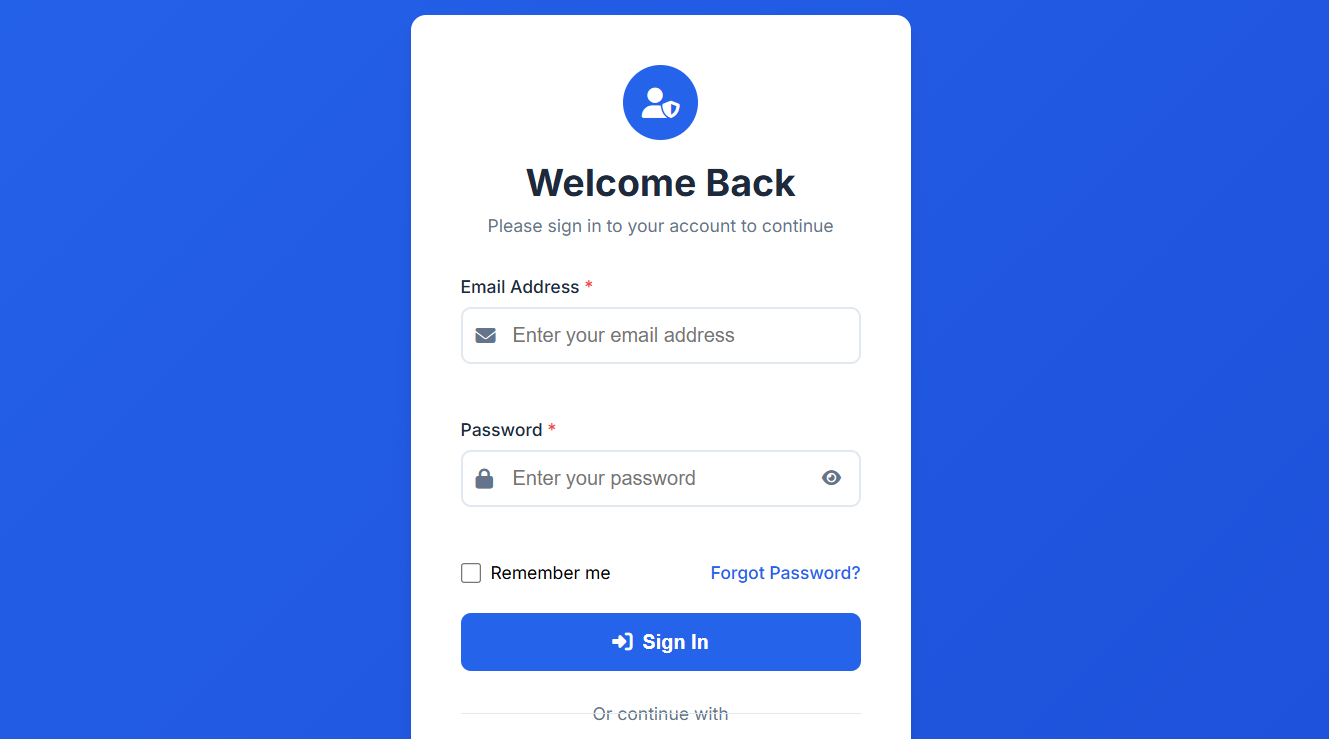 Welcome Back
Please sign in to your account to continue
Email Address *
Enter your email address
Password *
Enter your password
Remember me Forgot Password?
Sign In
Or continue with